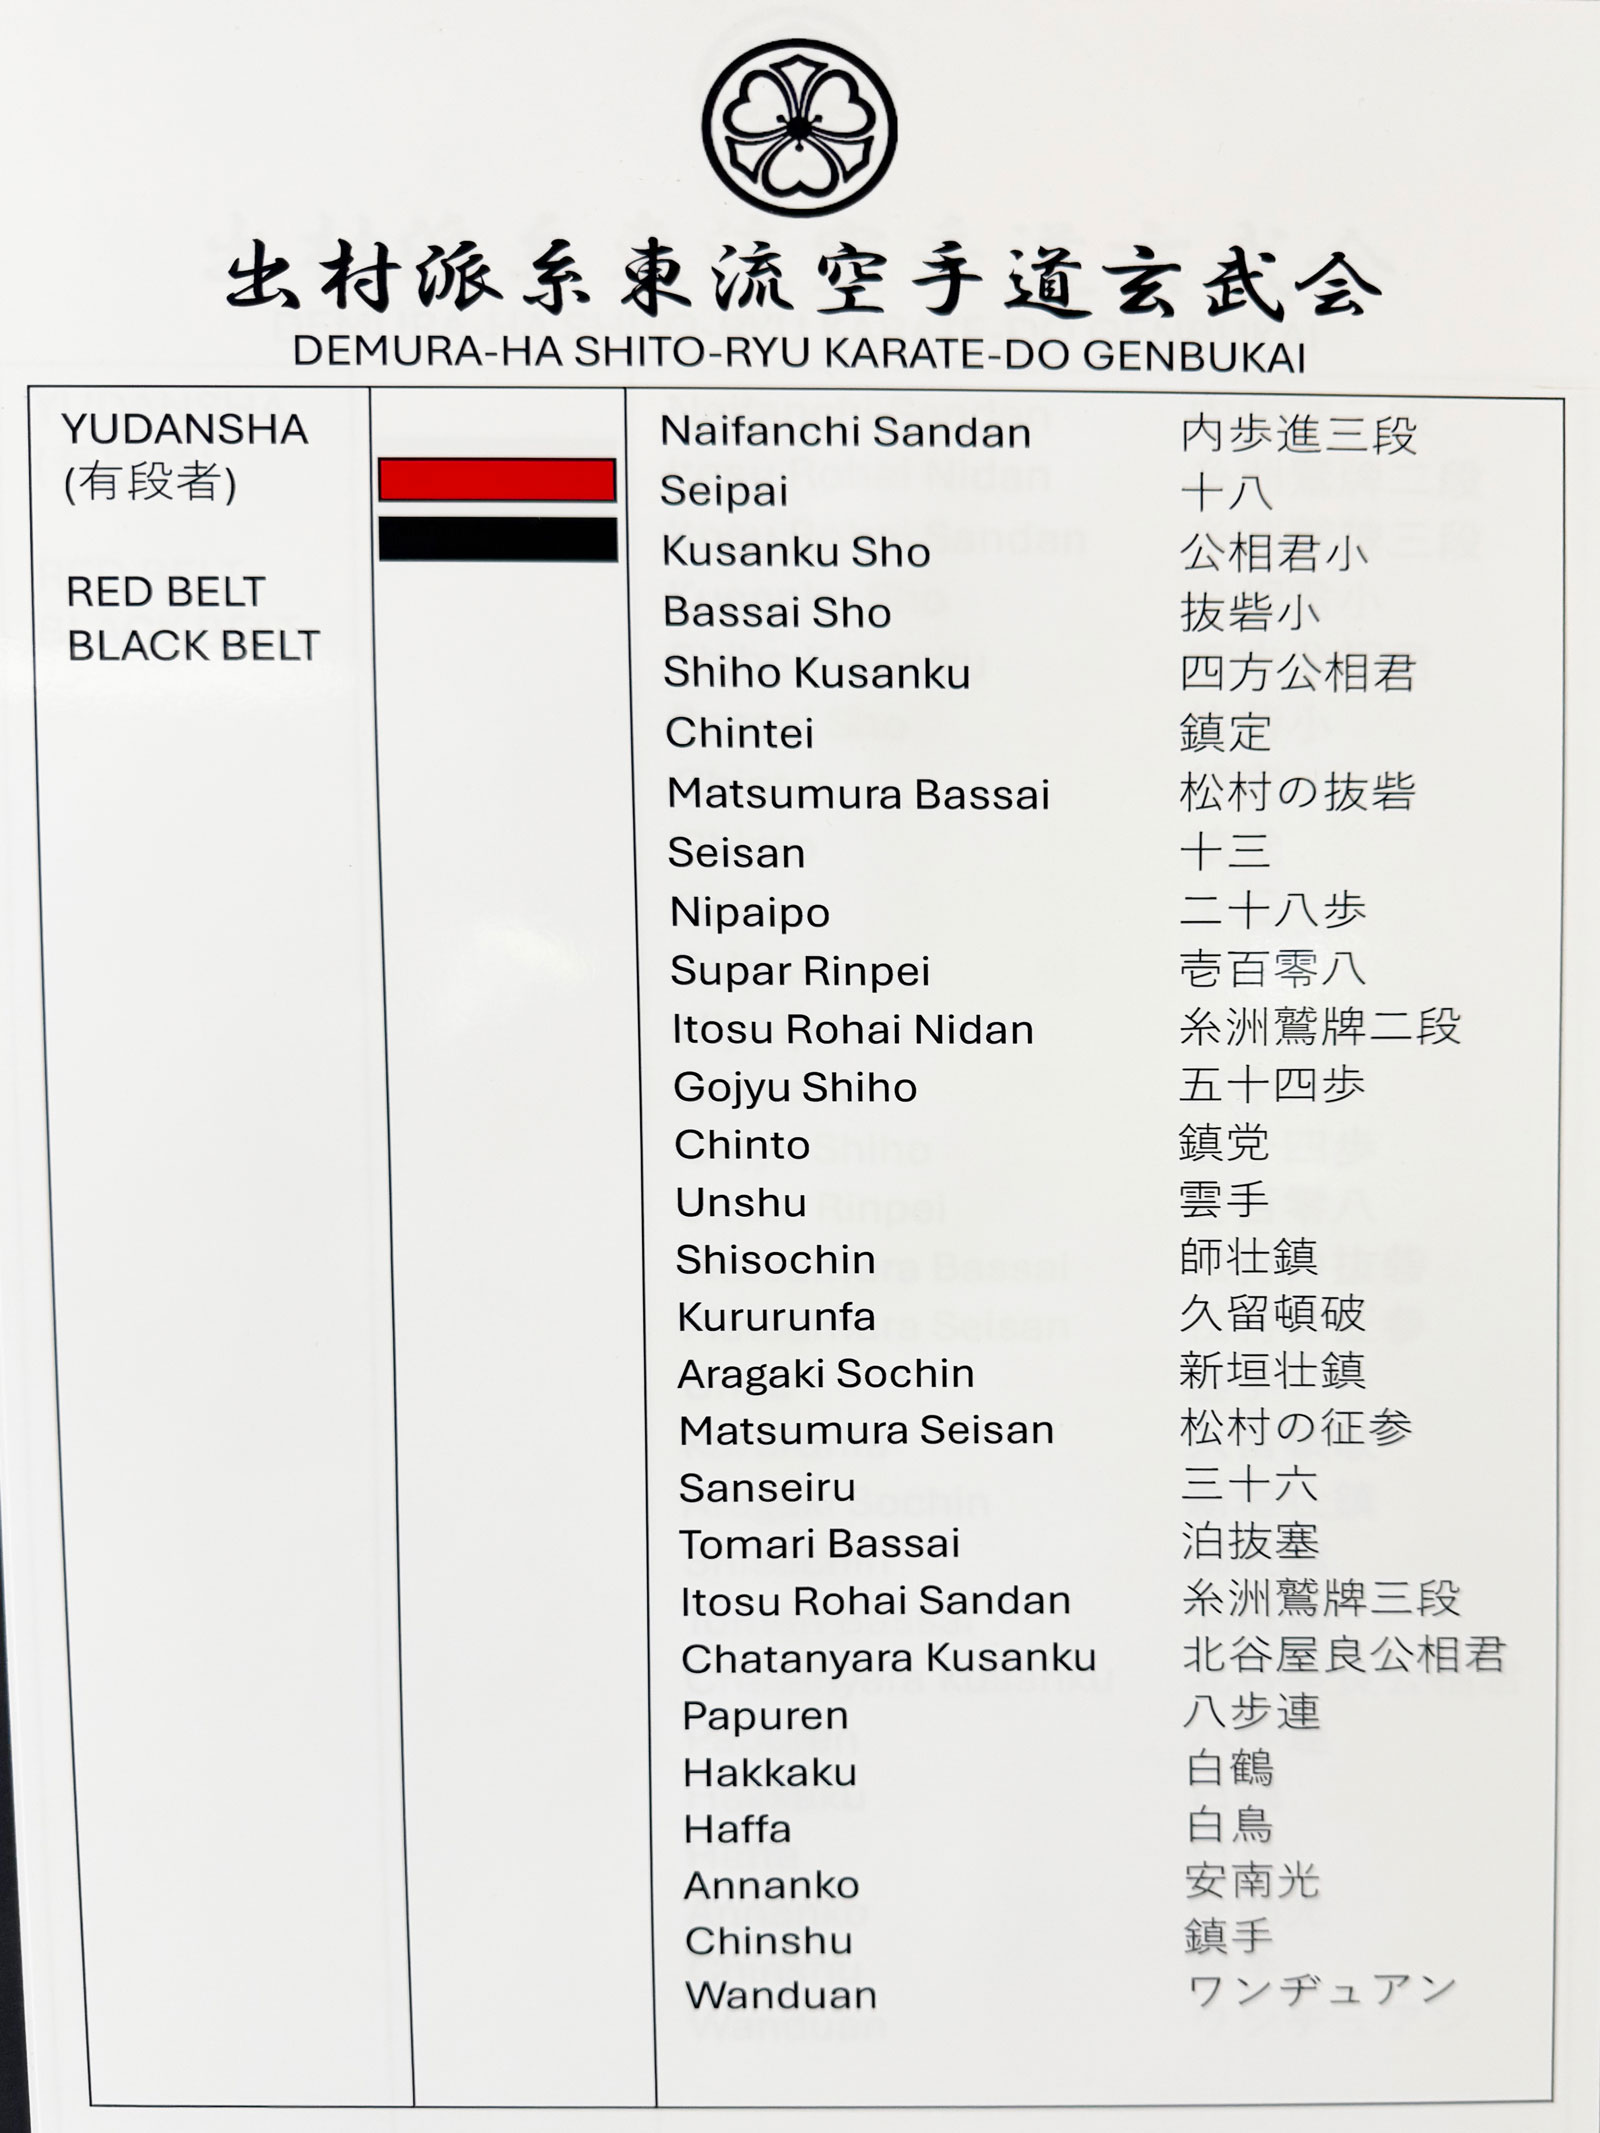 出村派糸東流空手道玄武会
DEMURA-HA SHITO-RYU KARATE-DO GENBUKAI
YUDANSHA
(有段者)
RED BELT
BLACK BELT
Naifanchi Sandan 内歩進三段
Seipai 十八
Kusanku Sho 公相君小
Bassai Sho 抜砦小
Shiho Kusanku 四方公相君
Chintei 鎮定
Matsumura Bassai 松村の抜砦
Seisan 十三
Nipaipo 二十八歩
Supar Rinpei 壱百零八
Itosu Rohai Nidan 糸洲鷺牌二段
Gojyu Shiho 五十四歩
Chinto 鎮党
Unshu 雲手
Shisochin 師壮鎮
Kururunfa 久留頓破
Aragaki Sochin 新垣壮鎮
Matsumura Seisan 松村の征参
Sanseiru 三十六
Tomari Bassai 泊抜塞
Itosu Rohai Sandan 糸洲鷺牌三段
Chatanyara Kusanku 北谷屋良公相君
Papuren 八步連
Hakkaku 白鶴
Haffa 白鳥
Annanko 安南光
Chinshu 鎮手
Wanduan ワンヂュアン